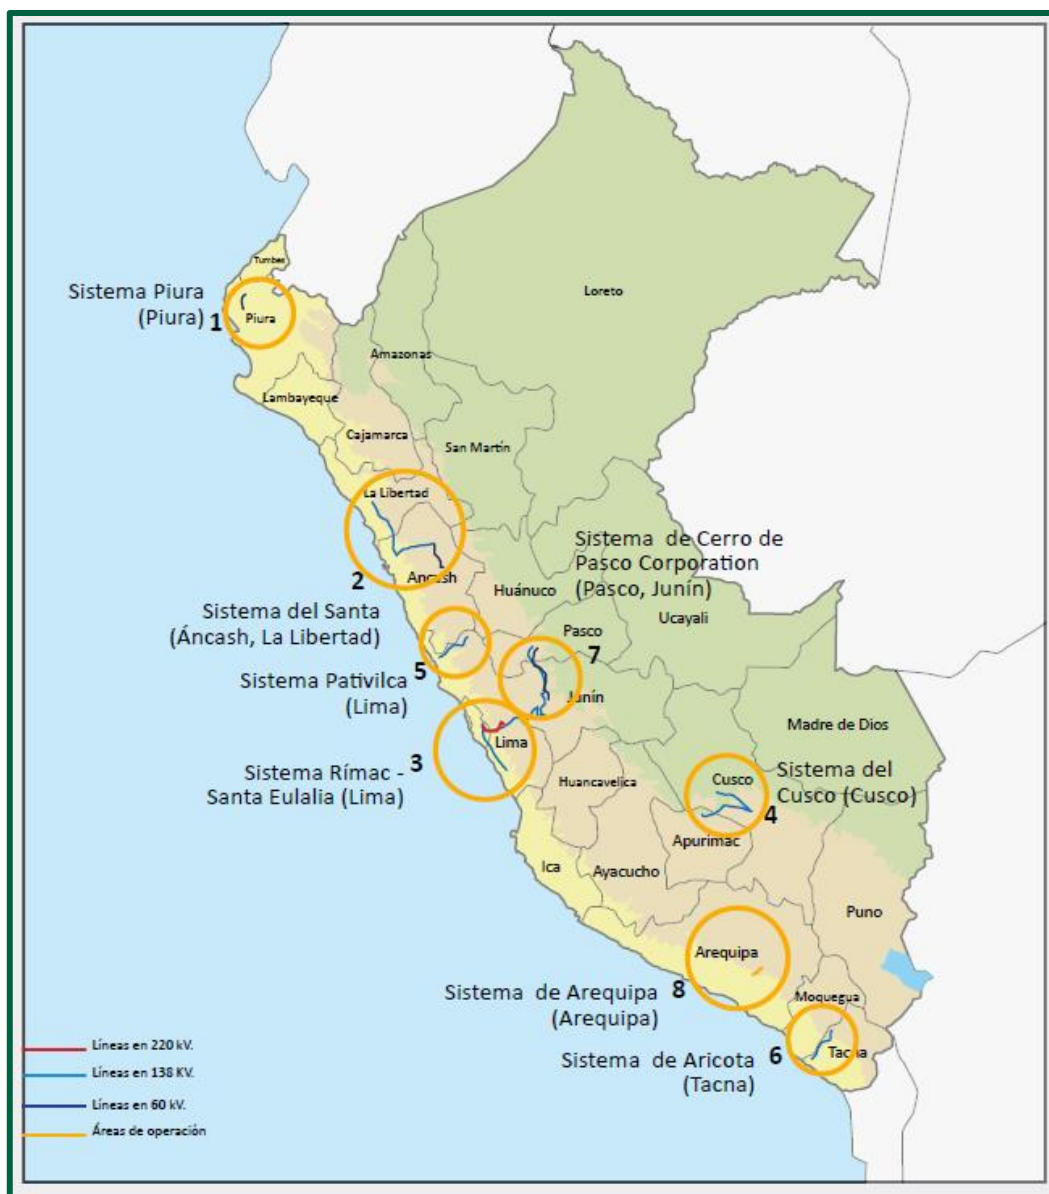 Tumbes
Sistema Piura
(Piura)
1
Piura
Loreto
Amazonas
Lambayeque
Cajamarca
San Martín
La Libertad
2
Áncash
Sistema del Santa
(Áncash, La Libertad)
Huánuco
Sistema de Cerro de
Pasco Corporation
(Pasco, Junín)
Ucayali
Pasco
7
5
Sistema Pativilca
(Lima)
Junín
Madre de Dios
Lima
3
Sistema Rímac -
Santa Eulalia (Lima)
Huancavelica
Cusco
Sistema del
Cusco (Cusco)
4
Apurímac
Ica
Ayacucho
Puno
Arequipa
8
Sistema de Arequipa
(Arequipa)
Moquegua
6
Tacna
Sistema de Aricota
(Tacna)
Líneas en 220 kV.
Líneas en 138 KV.
Líneas en 60 kV.
Áreas de operación